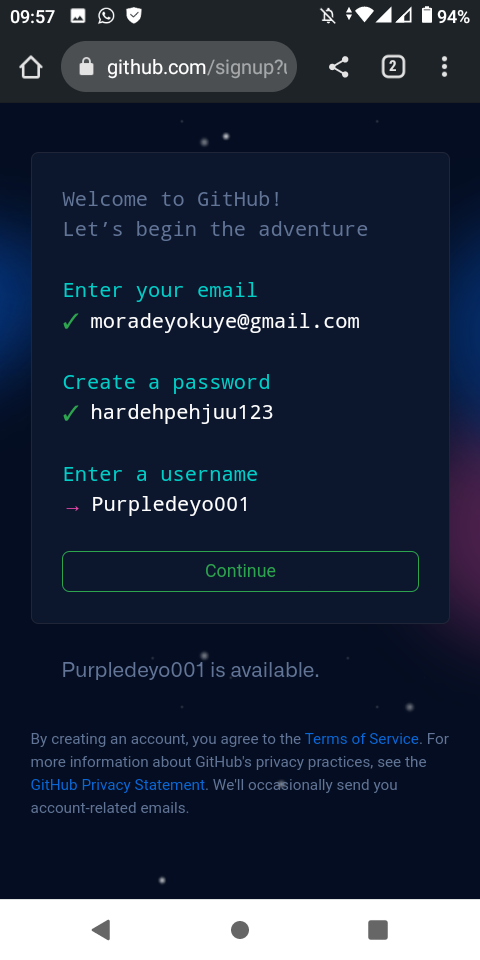 09:57
94%
github.com/signup?
2
Welcome to GitHub!
Let’s begin the adventure
Enter your email
✓ moradeyokuye@gmail.com
Create a password
✓ hardehpehjuu123
Enter a username
→ Purpledeyo001
Continue
Purpledeyo001 is available.
By creating an account, you agree to the Terms of Service. For
more information about GitHub's privacy practices, see the
GitHub Privacy Statement. We'll occasionally send you
account-related emails.